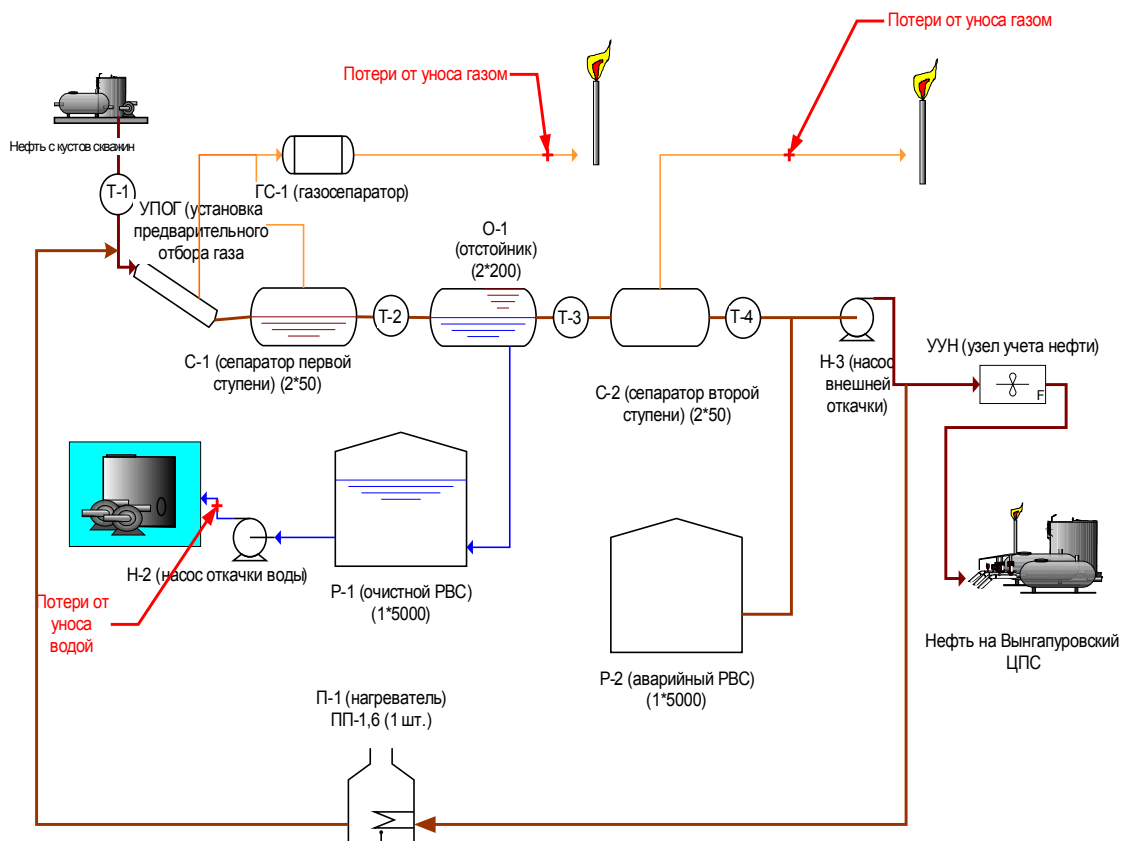 Потери от уноса газом
Потери от уноса газом
Нефть с кустов скважин
Т-1
ГС-1 (газосепаратор)
УПОГ (установка
предварительного
отбора газа
О-1
(отстойник)
(2*200)
Т-2
Т-3
Т-4
С-1 (сепаратор первой
ступени) (2*50)
С-2 (сепаратор второй
ступени) (2*50)
Н-3 (насос
внешней
откачки)
УУН (узел учета нефти)
F
Н-2 (насос откачки воды)
Потери от
уноса
водой
Р-1 (очистной РВС)
(1*5000)
Р-2 (аварийный РВС)
(1*5000)
Нефть на Вынгапуровский
ЦПС
П-1 (нагреватель)
ПП-1,6 (1 шт.)